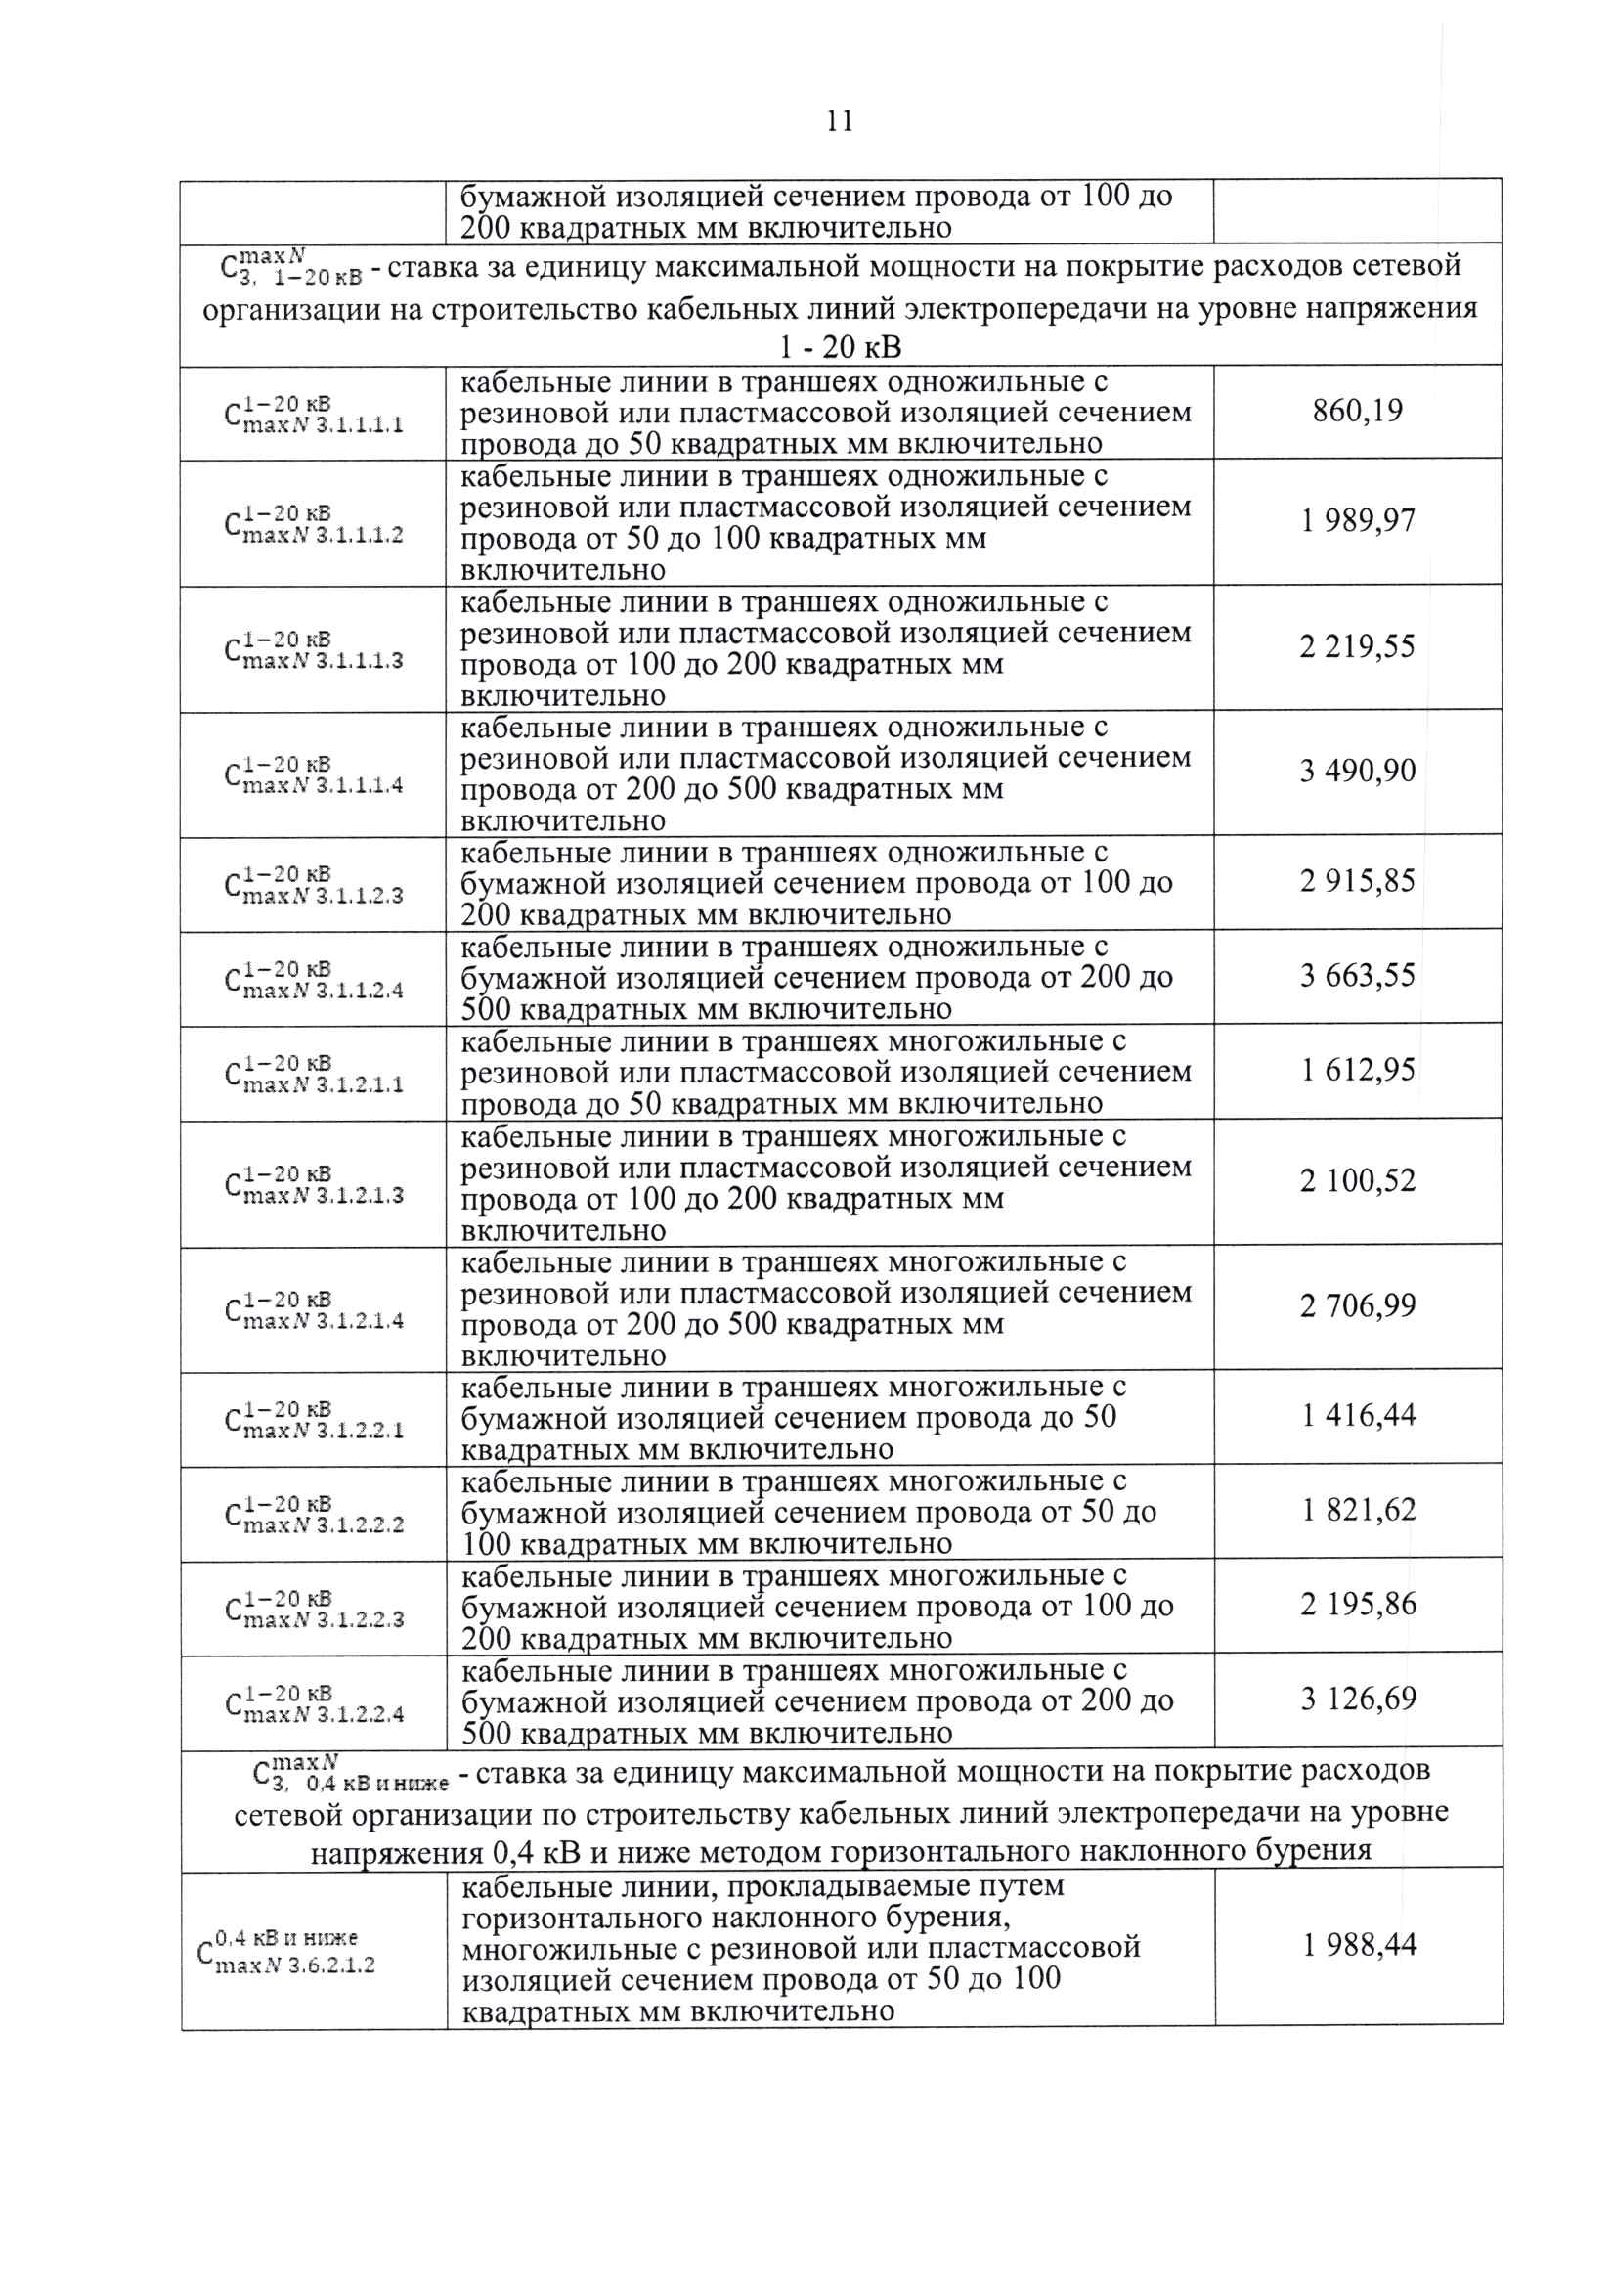 11
бумажной изоляцией сечением провода от 100 до
200 квадратных мм включительно
C maxN 3, 1−20 кВ - ставка за единицу максимальной мощности на покрытие расходов сетевой
организации на строительство кабельных линий электропередачи на уровне напряжения
1 - 20 кВ
C 1−20 кВ maxN 3.1.1.1.1
кабельные линии в траншеях одножильные с
резиновой или пластмассовой изоляцией сечением
провода до 50 квадратных мм включительно
860,19
C 1−20 кВ maxN 3.1.1.1.2
кабельные линии в траншеях одножильные с
резиновой или пластмассовой изоляцией сечением
провода от 50 до 100 квадратных мм
включительно
1 989,97
C 1−20 кВ maxN 3.1.1.1.3
кабельные линии в траншеях одножильные с
резиновой или пластмассовой изоляцией сечением
провода от 100 до 200 квадратных мм
включительно
2 219,55
C 1−20 кВ maxN 3.1.1.1.4
кабельные линии в траншеях одножильные с
резиновой или пластмассовой изоляцией сечением
провода от 200 до 500 квадратных мм
включительно
3 490,90
C 1−20 кВ maxN 3.1.1.2.3
кабельные линии в траншеях одножильные с
бумажной изоляцией сечением провода от 100 до
200 квадратных мм включительно
2 915,85
C 1−20 кВ maxN 3.1.1.2.4
кабельные линии в траншеях одножильные с
бумажной изоляцией сечением провода от 200 до
500 квадратных мм включительно
3 663,55
C 1−20 кВ maxN 3.1.2.1.1
кабельные линии в траншеях многожильные с
резиновой или пластмассовой изоляцией сечением
провода до 50 квадратных мм включительно
1 612,95
C 1−20 кВ maxN 3.1.2.1.3
кабельные линии в траншеях многожильные с
резиновой или пластмассовой изоляцией сечением
провода от 100 до 200 квадратных мм
включительно
2 100,52
C 1−20 кВ maxN 3.1.2.1.4
кабельные линии в траншеях многожильные с
резиновой или пластмассовой изоляцией сечением
провода от 200 до 500 квадратных мм
включительно
2 706,99
C 1−20 кВ maxN 3.1.2.2.1
кабельные линии в траншеях многожильные с
бумажной изоляцией сечением провода до 50
квадратных мм включительно
1 416,44
C 1−20 кВ maxN 3.1.2.2.2
кабельные линии в траншеях многожильные с
бумажной изоляцией сечением провода от 50 до
100 квадратных мм включительно
1 821,62
C 1−20 кВ maxN 3.1.2.2.3
кабельные линии в траншеях многожильные с
бумажной изоляцией сечением провода от 100 до
200 квадратных мм включительно
2 195,86
C 1−20 кВ maxN 3.1.2.2.4
кабельные линии в траншеях многожильные с
бумажной изоляцией сечением провода от 200 до
500 квадратных мм включительно
3 126,69
C maxN 3, 0,4 кВ и ниже - ставка за единицу максимальной мощности на покрытие расходов
сетевой организации по строительству кабельных линий электропередачи на уровне
напряжения 0,4 кВ и ниже методом горизонтального наклонного бурения
C 0,4 кВ и ниже maxN 3.6.2.1.2
кабельные линии, прокладываемые путем
горизонтального наклонного бурения,
многожильные с резиновой или пластмассовой
изоляцией сечением провода от 50 до 100
квадратных мм включительно
1 988,44